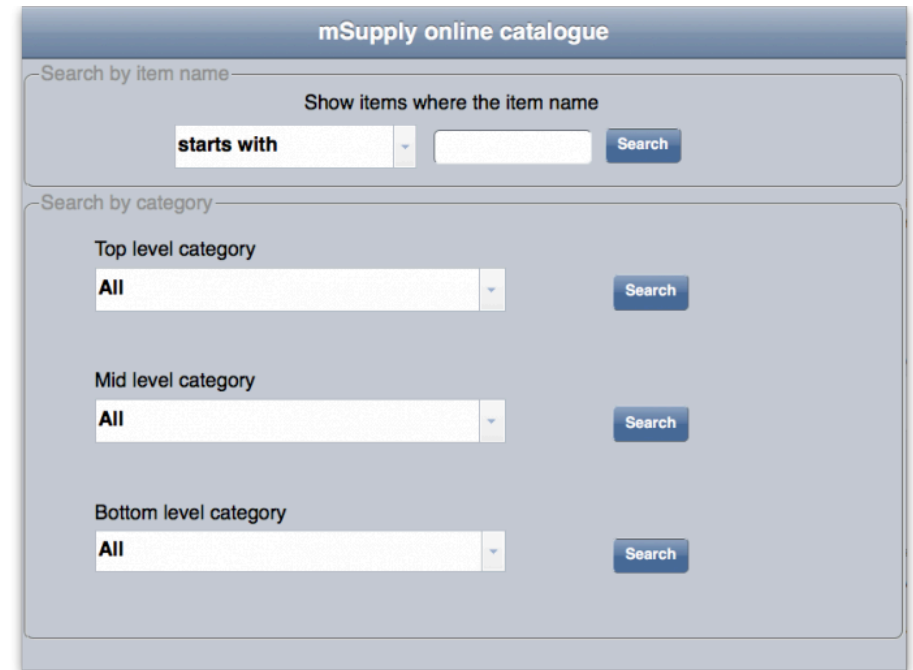 mSupply online catalogue
Search by item name
Show items where the item name
starts with Search
Search by category
Top level category
All Search
Mid level category
All Search
Bottom level category
All Search